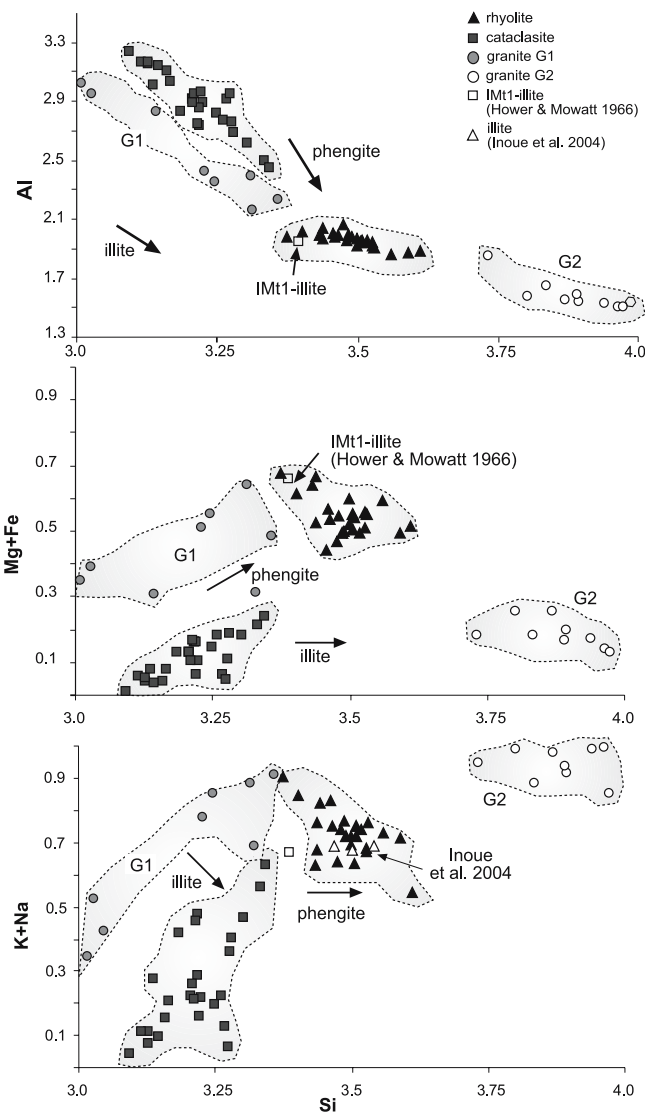 rhyolite
cataclasite
granite G1
granite G2
IMt1-illite
(Hower & Mowatt 1966)
illite
(Inoue et al. 2004)
3.3
2.9
2.5
2.1
1.7
1.3
Al
G1
phengite
illite
IMt1-illite
G2
3.0
3.25
3.5
3.75
4.0
0.9
0.7
0.5
0.3
0.1
Mg+Fe
IMt1-illite
(Hower & Mowatt 1966)
G1
phengite
illite
G2
3.0
3.25
3.5
3.75
4.0
0.9
0.7
0.5
0.3
0.1
K+Na
G1
illite
G2
Inoue
et al. 2004
phengite
3.0
3.25
3.5
3.75
4.0
Si